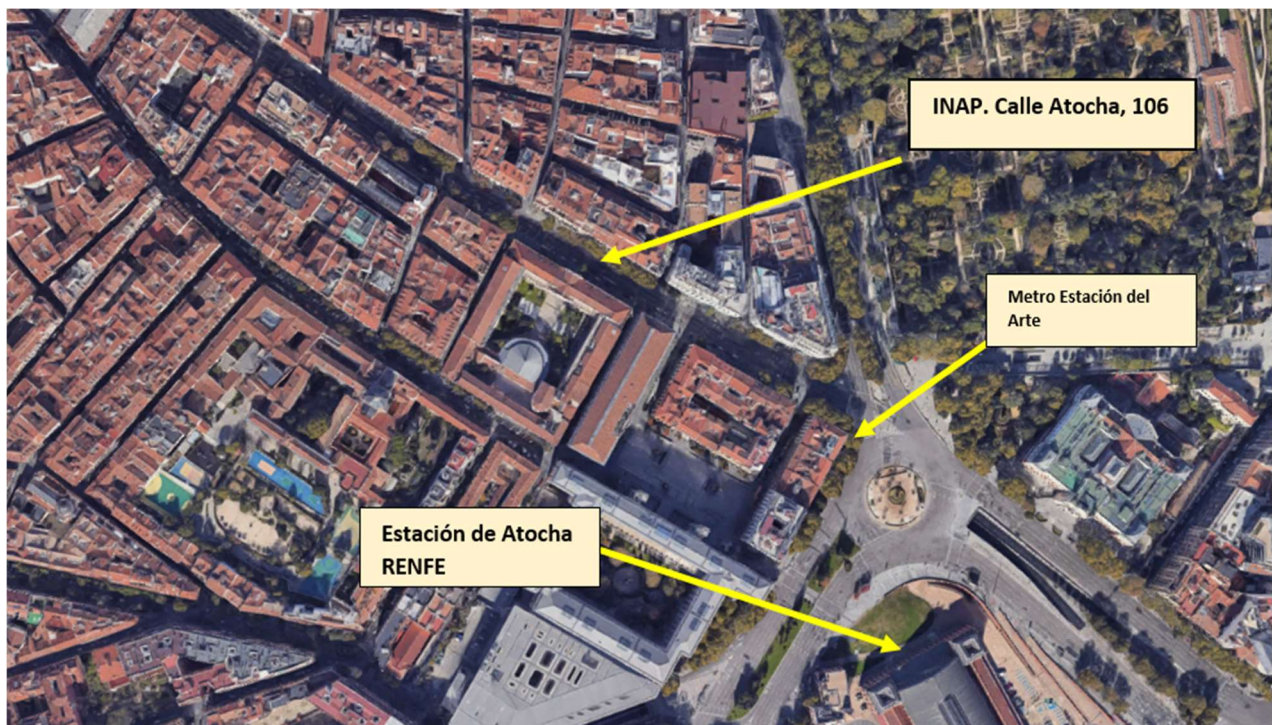 INAP. Calle Atocha, 106
Metro Estación del
Arte
Estación de Atocha
RENFE